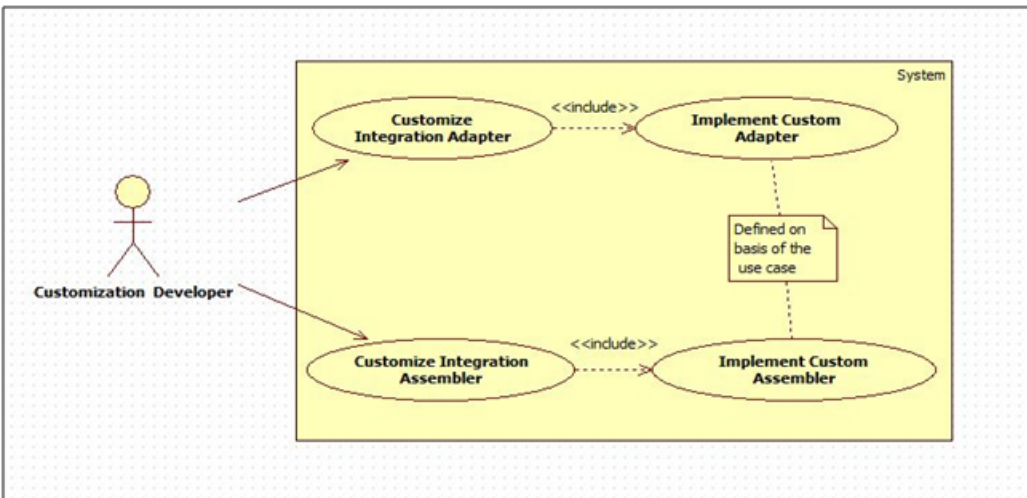 System
<<include>>
Customize
Integration Adapter
Implement Custom
Adapter
Defined on
basis of the
use case
Customization Developer
<<include>>
Customize Integration
Assembler
Implement Custom
Assembler